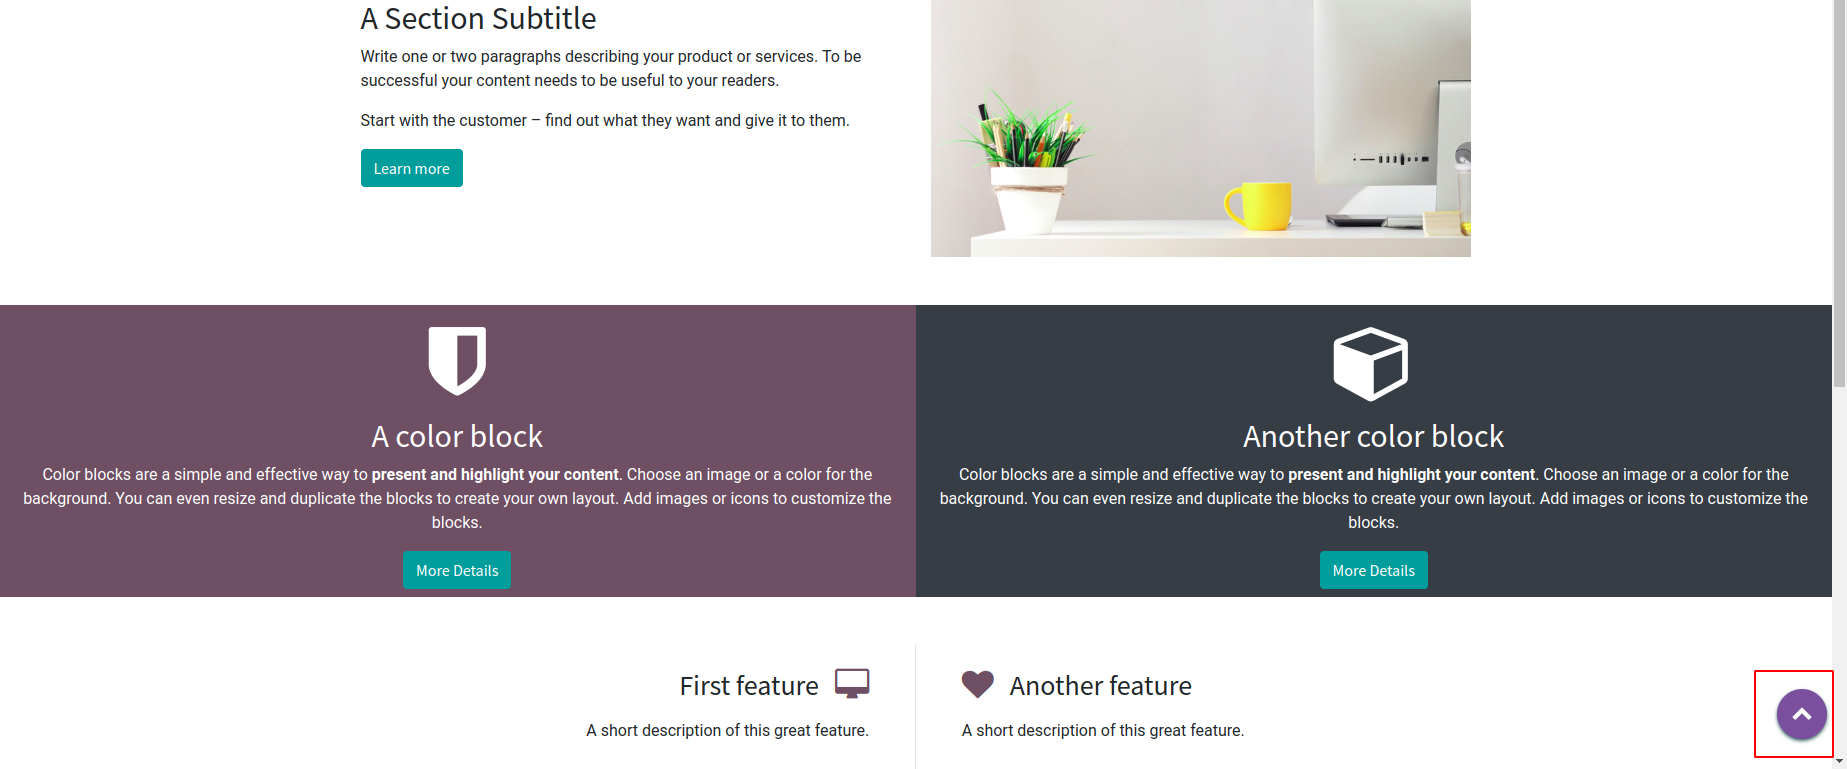 A Section Subtitle
Write one or two paragraphs describing your product or services. To be
successful your content needs to be useful to your readers.
Start with the customer – find out what they want and give it to them.
Learn more
A color block
Color blocks are a simple and effective way to present and highlight your content. Choose an image or a color for the
background. You can even resize and duplicate the blocks to create your own layout. Add images or icons to customize the
blocks.
More Details
Another color block
Color blocks are a simple and effective way to present and highlight your content. Choose an image or a color for the
background. You can even resize and duplicate the blocks to create your own layout. Add images or icons to customize the
blocks.
More Details
First feature
A short description of this great feature.
Another feature
A short description of this great feature.